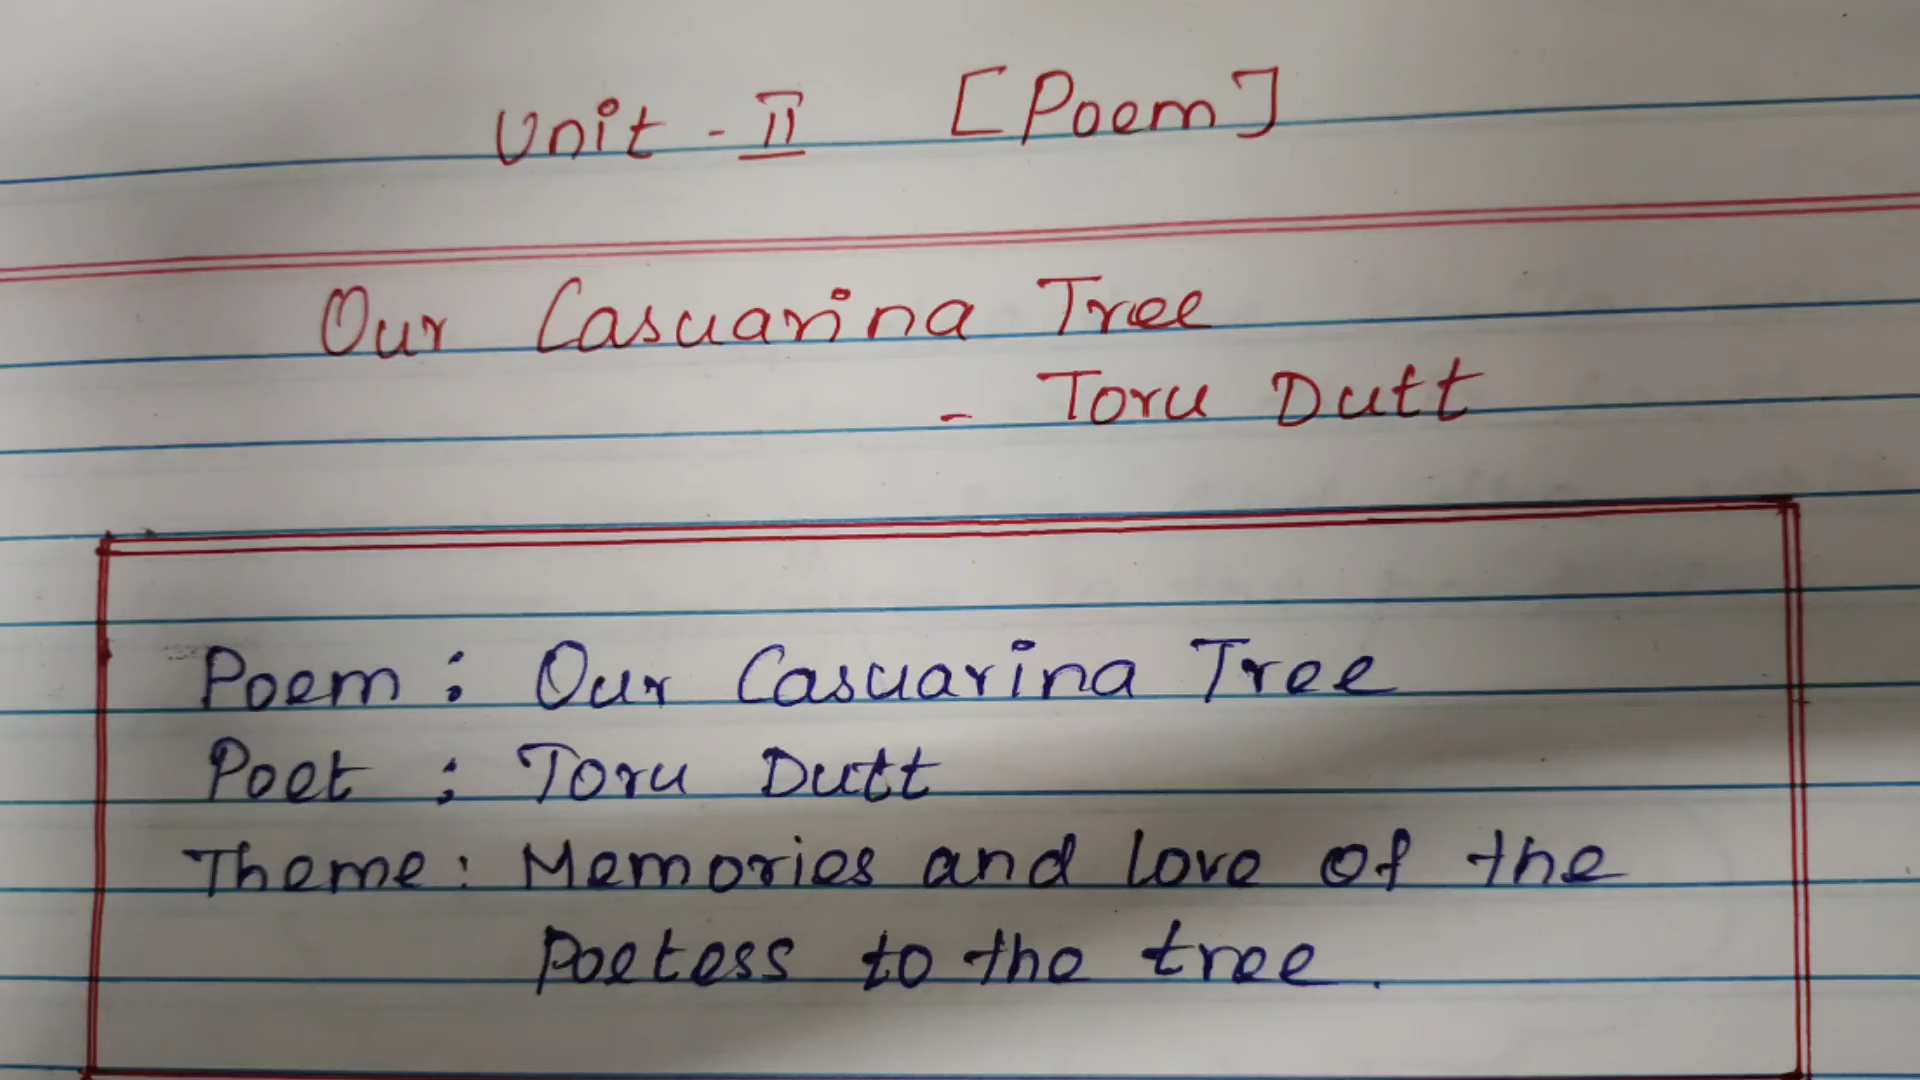 Unit - II [Poem]
Our Casuarina Tree
- Toru Dutt
Poem : Our Casuarina Tree
Poet : Toru Dutt
Theme : Memories and love of the
Poetess to the tree.